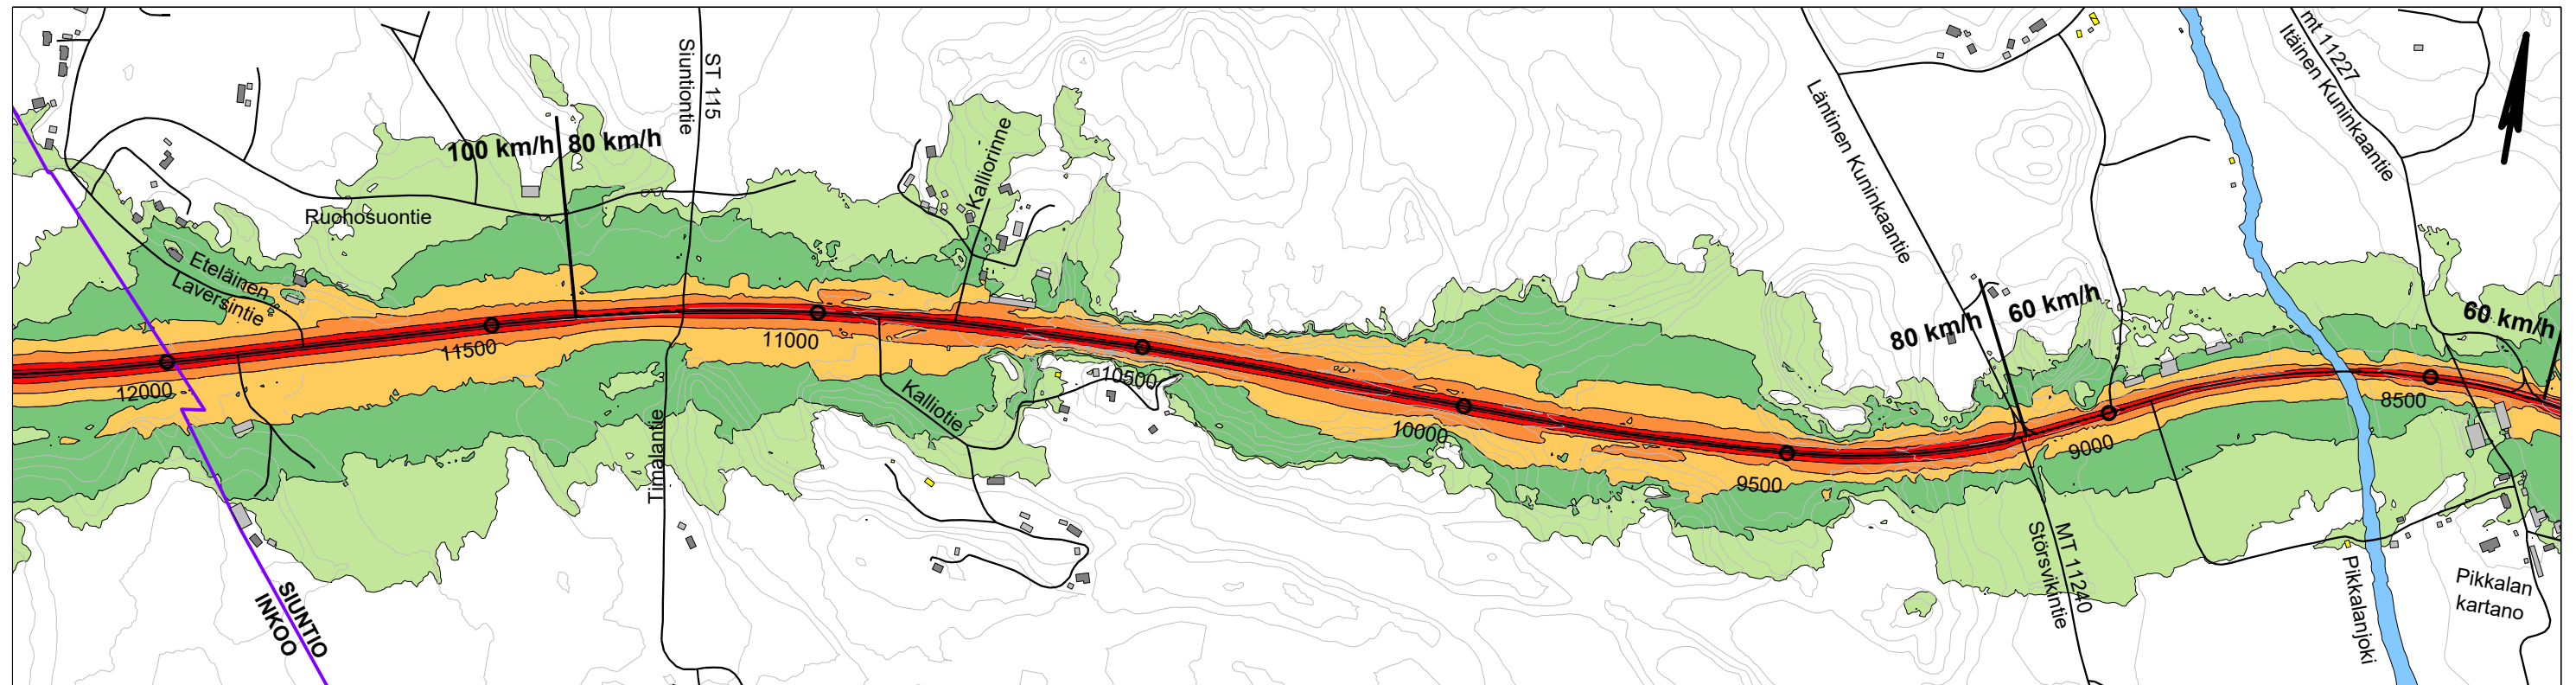 100 km/h
80 km/h
ST 115
Siuntiontie
Kalliorinne
mt 11227
Itäinen Kuninkaantie
Läntinen Kuninkaantie
Ruohosuontie
Eteläinen
Laversintie
80 km/h
60 km/h
60 km/h
12000
11500
11000
10500
10000
9500
9000
8500
Kalliotie
Timalantie
SIUNTIO
INKOO
MT 11240
Störsvikintie
Pikkalanjoki
Pikkalan
kartano